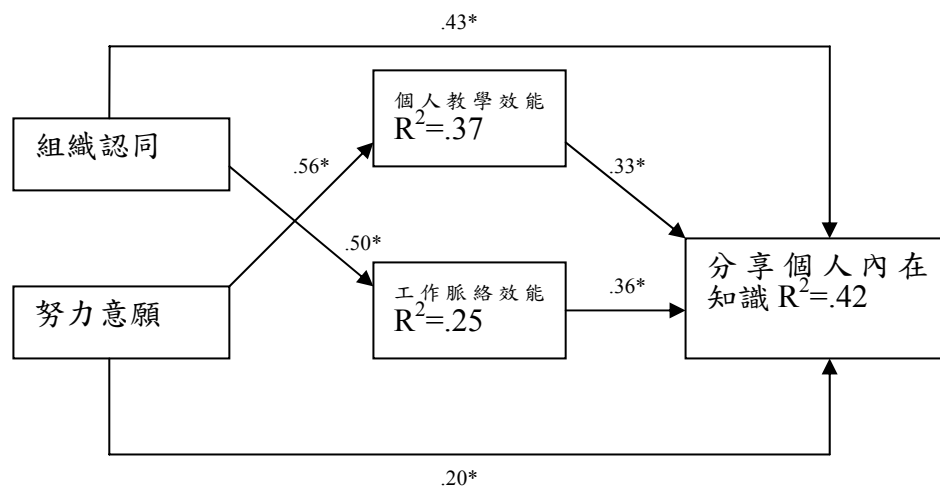 .43*
個人教學效能
R²=.37
組織認同
.56*
.33*
.50*
分享個人內在
知識 R²=.42
工作脈絡效能
R²=.25
.36*
努力意願
.20*